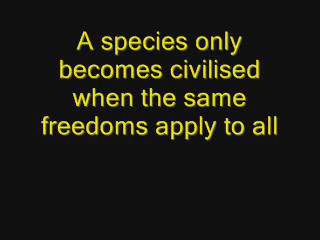 A species only
becomes civilised
when the same
freedoms apply to all